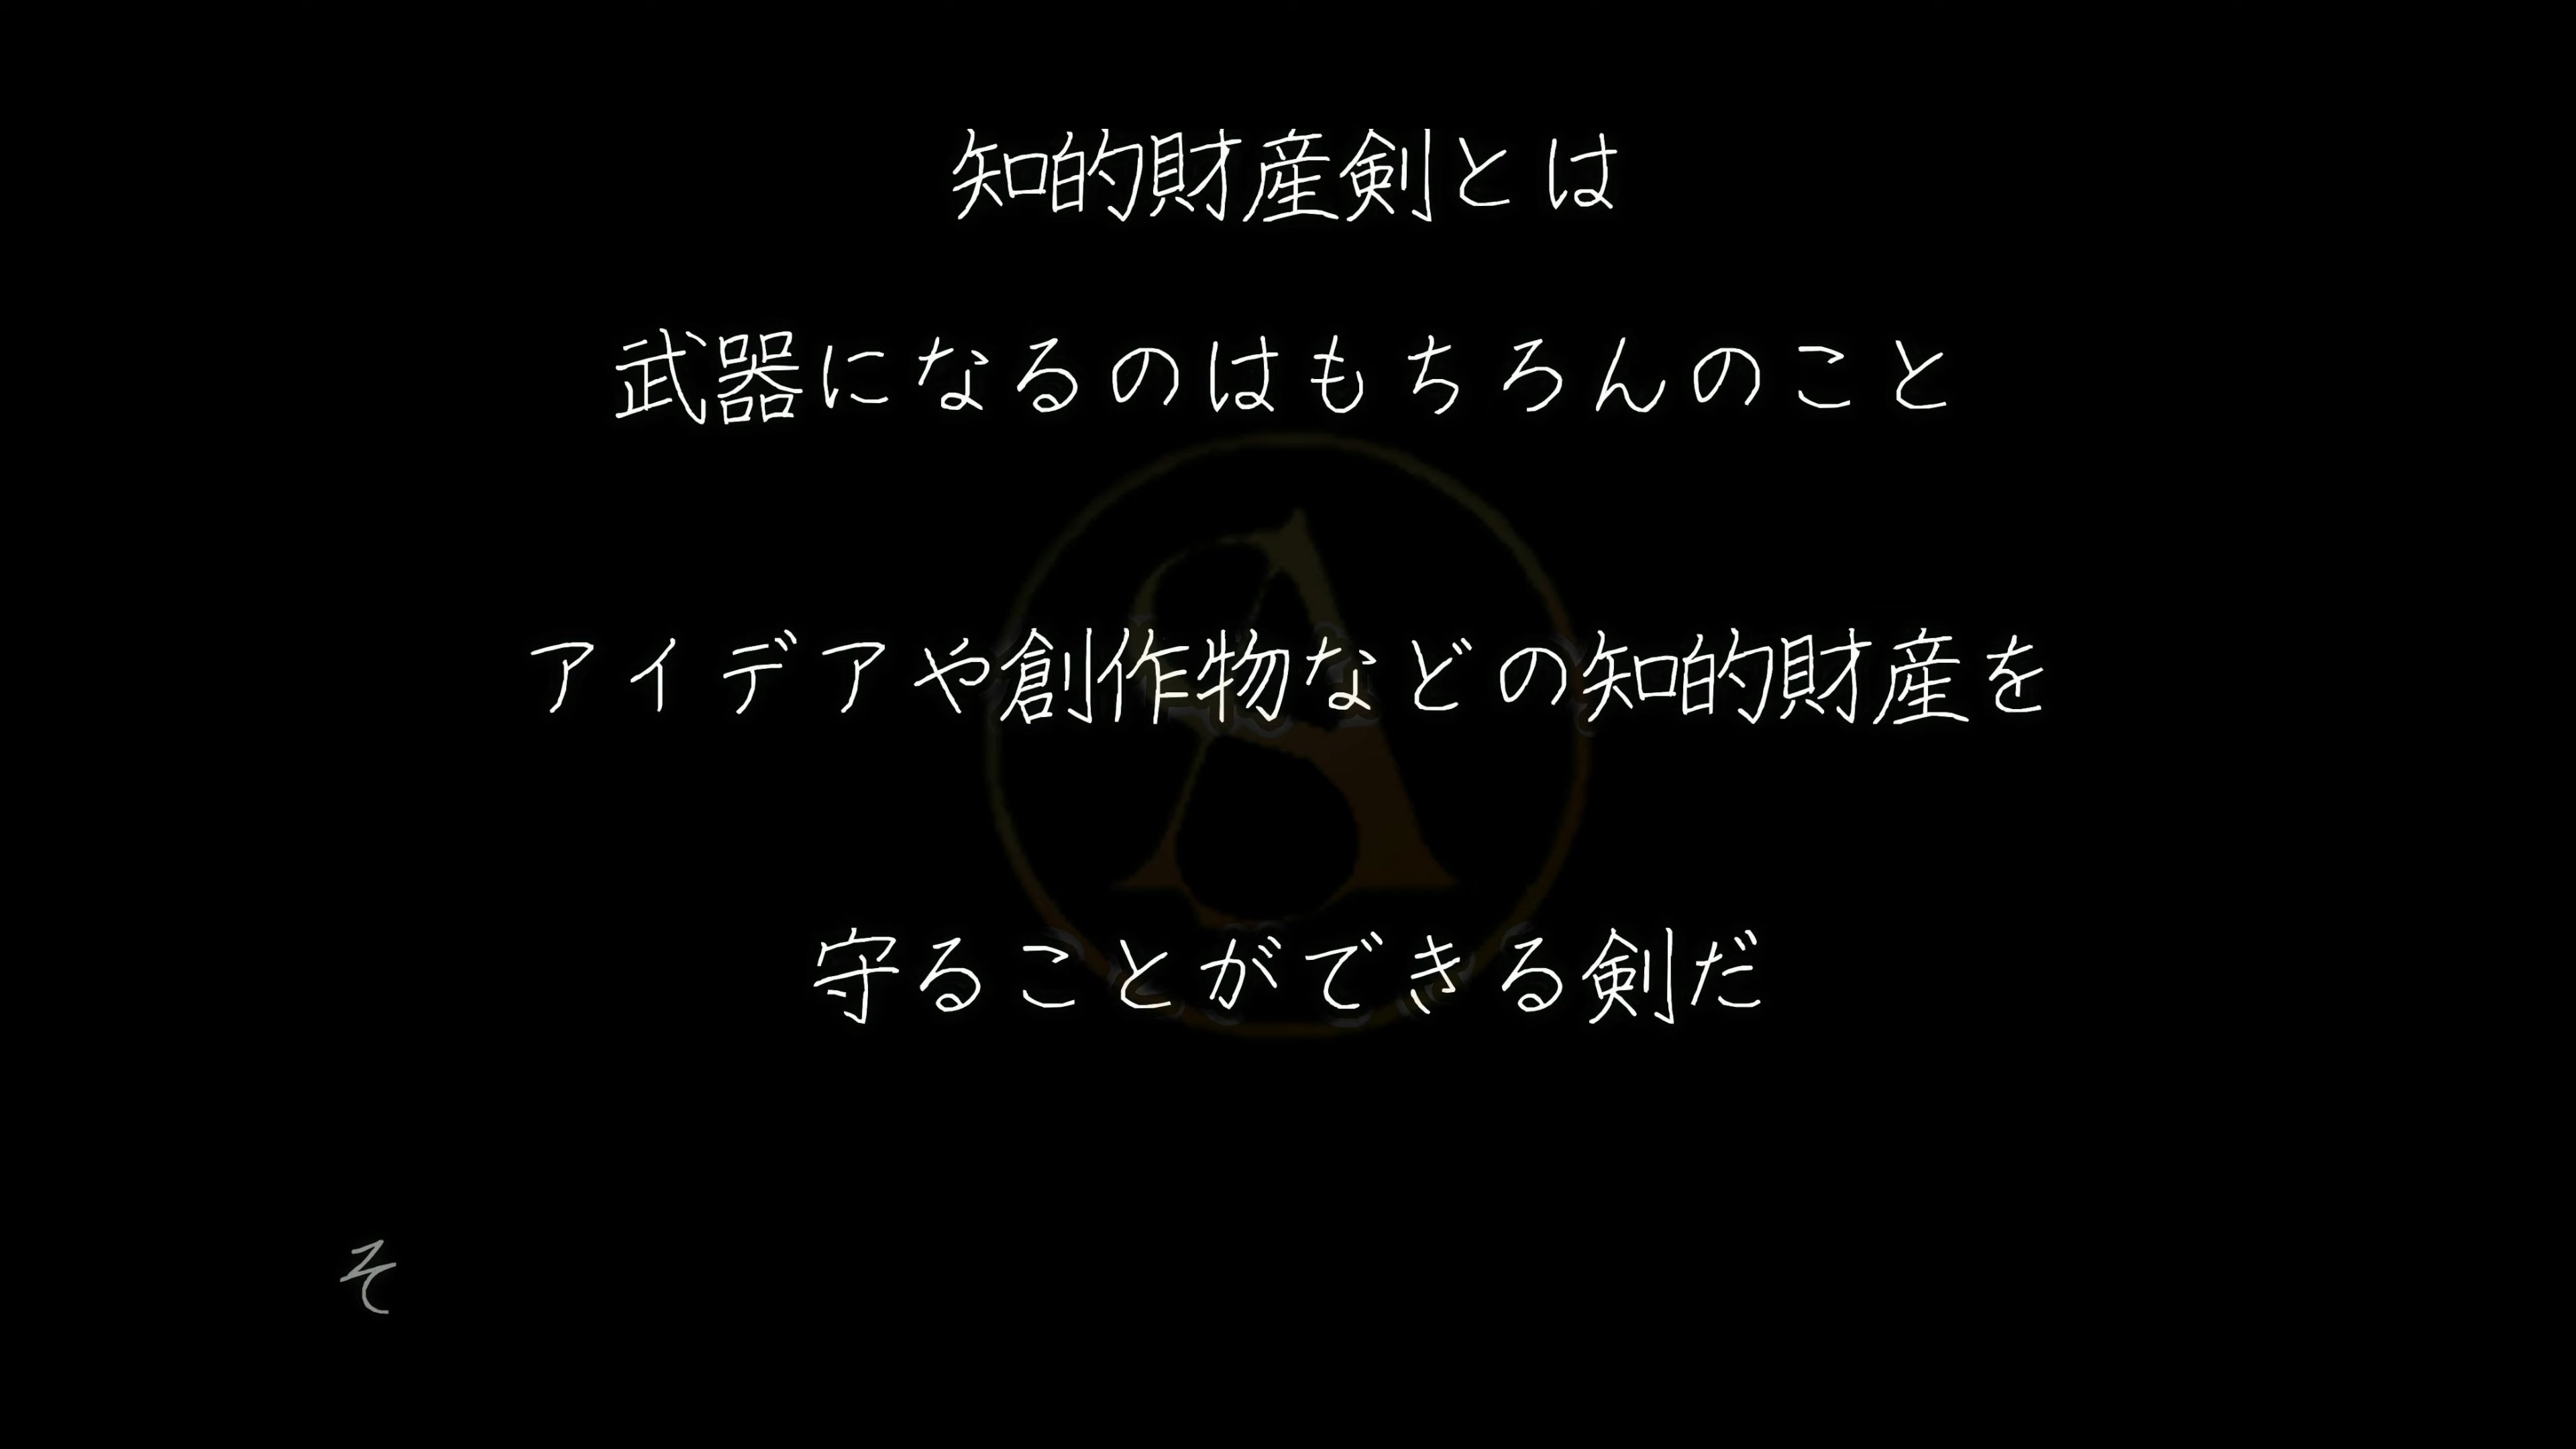 知的財産剣とは
武器になるのはもちろんのこと
アイデアや創作物などの知的財産を
守ることができる剣だ
そ